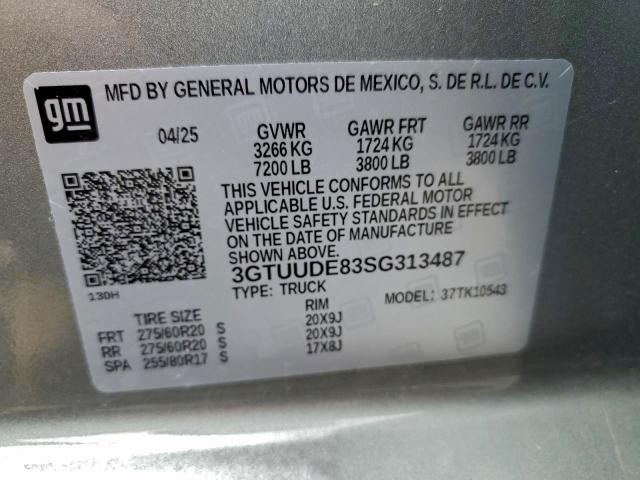 gm
MFD BY GENERAL MOTORS DE MEXICO, S. DE R.L. DE C.V.
04/25 GVWR GAWR FRT GAWR RR
3266 KG 1724 KG 1724 KG
7200 LB 3800 LB 3800 LB
THIS VEHICLE CONFORMS TO ALL
APPLICABLE U.S. FEDERAL MOTOR
VEHICLE SAFETY STANDARDS IN EFFECT
ON THE DATE OF MANUFACTURE
SHOWN ABOVE.
3GTUUDE83SG313487
130H TYPE: TRUCK MODEL: 37TK10543
TIRE SIZE RIM
FRT 275/60R20 S 20X9J
RR 275/60R20 S 20X9J
SPA 255/80R17 S 17X8J